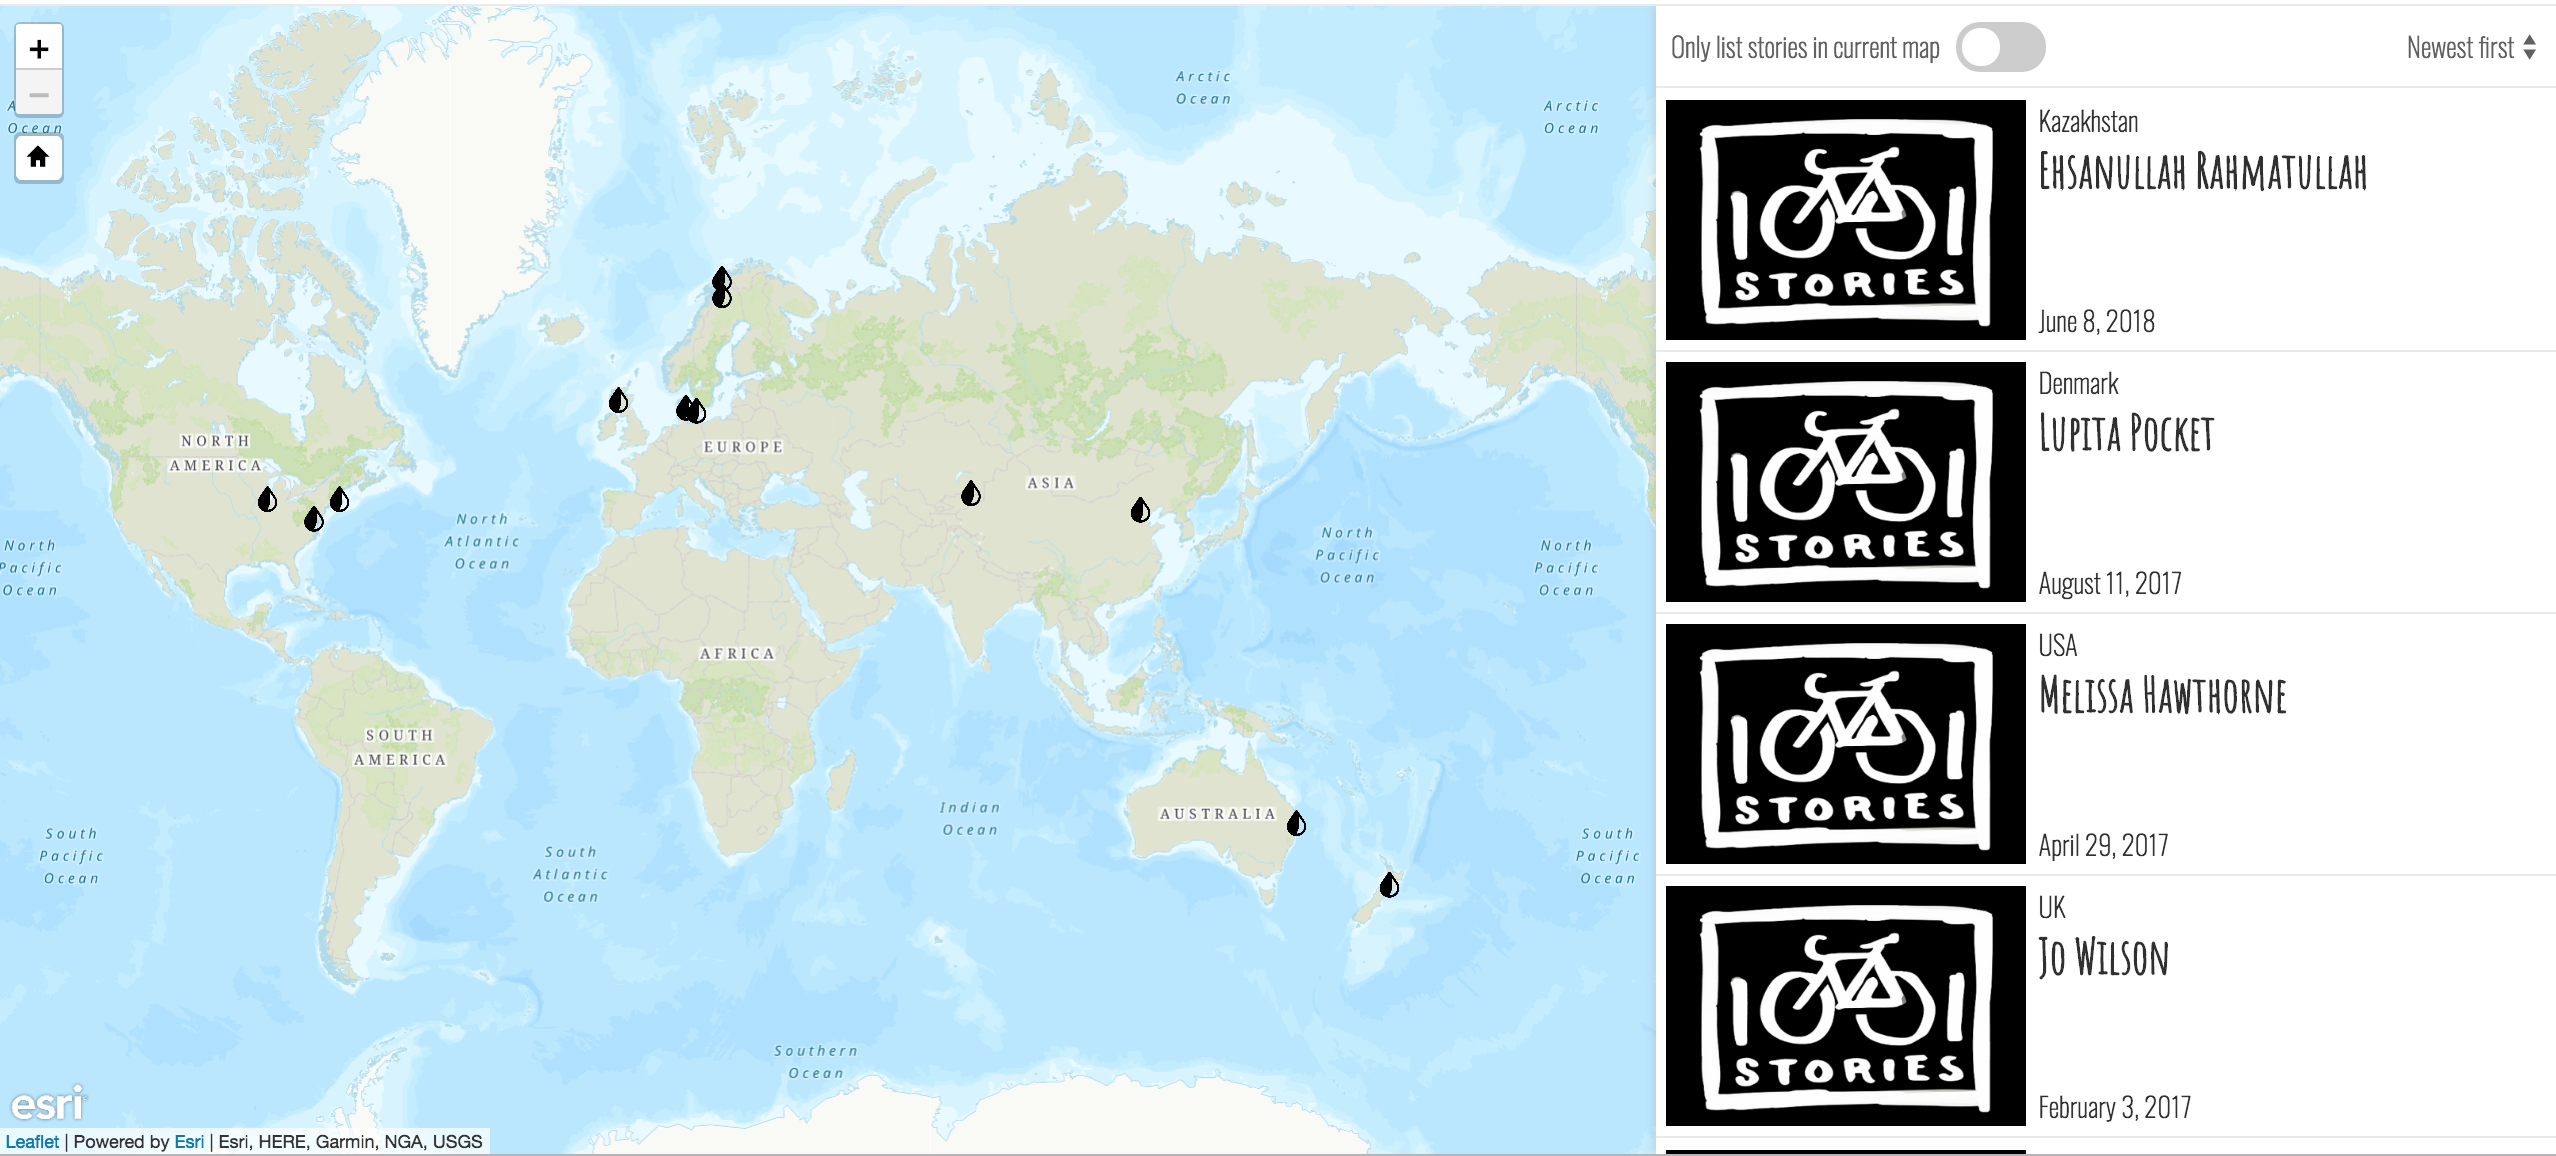 +
−
A
Ocean
Arctic
Ocean
Arctic
Ocean
NORTH
AMERICA
EUROPE
ASIA
North
Atlantic
Ocean
North
Pacific
Ocean
North
Pacific
Ocean
North
Pacific
Ocean
AFRICA
SOUTH
AMERICA
Indian
Ocean
AUSTRALIA
South
Pacific
Ocean
South
Atlantic
Ocean
South
Pacific
Ocean
Southern
Ocean
esri
Leaflet | Powered by Esri | Esri, HERE, Garmin, NGA, USGS
Only list stories in current map
Newest first
1001
STORIES
Kazakhstan
Ehsanullah Rahmatullah
June 8, 2018
1001
STORIES
Denmark
Lupita Pocket
August 11, 2017
1001
STORIES
USA
Melissa Hawthorne
April 29, 2017
1001
STORIES
UK
Jo Wilson
February 3, 2017